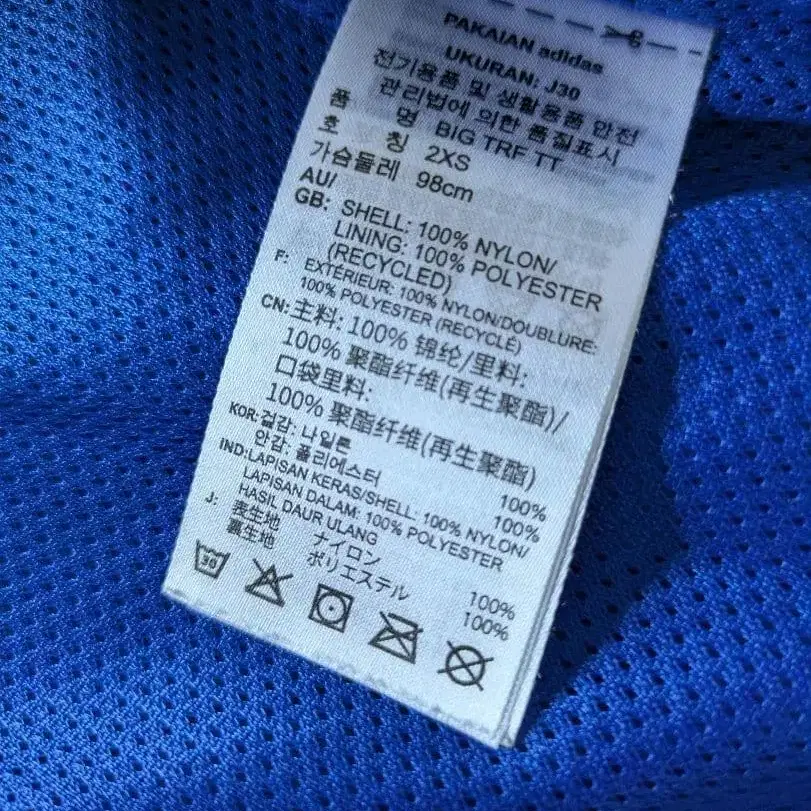 PAKAIAN adidas
UKURAN: J30
전기용품 및 생활용품 안전
관리법에 의한 품질표시
품 명 BIG TRF TT
호 칭 2XS
가슴둘레 98cm
AU/
GB: SHELL: 100% NYLON/
LINING: 100% POLYESTER
(RECYCLED)
F: EXTÉRIEUR: 100% NYLON/DOUBLURE:
100% POLYESTER (RECYCLÉ)
CN: 主料: 100% 锦纶/里料:
100% 聚酯纤维(再生聚酯)/
口袋里料:
100% 聚酯纤维(再生聚酯)
KOR: 겉감: 나일론 100%
안감: 폴리에스터 100%
IND: LAPISAN KERAS/SHELL: 100% NYLON/
LAPISAN DALAM: 100% POLYESTER
HASIL DAUR ULANG
J: 表生地 ナイロン 100%
裏生地 ポリエステル 100%
30